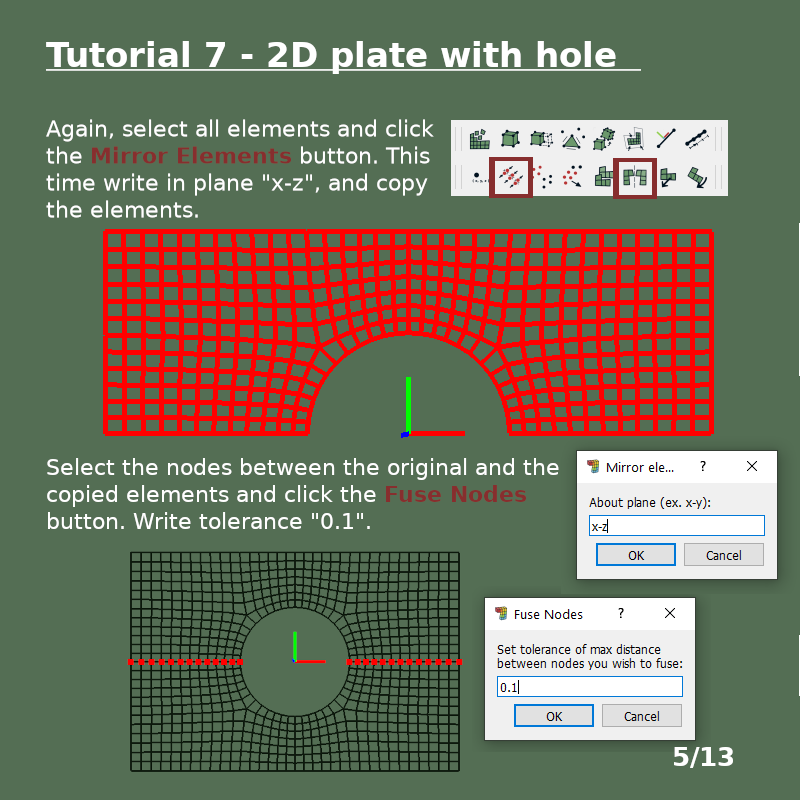 Tutorial 7 - 2D plate with hole
Again, select all elements and click
the Mirror Elements button. This
time write in plane "x-z", and copy
the elements.
Select the nodes between the original and the
copied elements and click the Fuse Nodes
button. Write tolerance "0.1".
Mirror ele...
About plane (ex. x-y):
x-z
OK
Cancel
Fuse Nodes
Set tolerance of max distance
between nodes you wish to fuse:
0.1
OK
Cancel
5/13